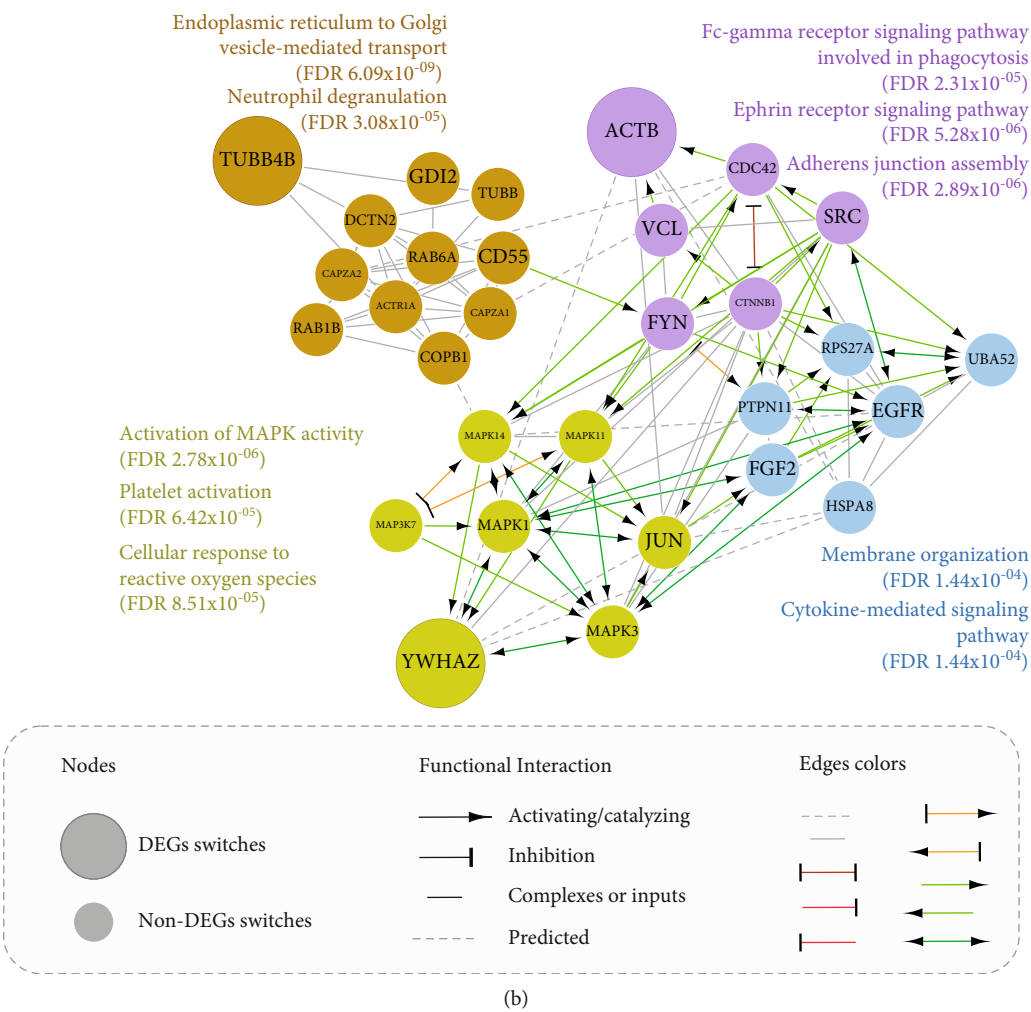 Endoplasmic reticulum to Golgi
vesicle-mediated transport
(FDR 6.09x10-09)
Neutrophil degranulation
(FDR 3.08x10-05)
Fc-gamma receptor signaling pathway
involved in phagocytosis
(FDR 2.31x10-05)
Ephrin receptor signaling pathway
(FDR 5.28x10-06)
Adherens junction assembly
(FDR 2.89x10-06)
TUBB4B
GDI2
TUBB
DCTN2
RAB6A
CD55
CAPZA2
ACTR1A
CAPZA1
RAB1B
COPB1
ACTB
CDC42
VCL
SRC
FYN
CTNNB1
RPS27A
UBA52
PTPN11
EGFR
FGF2
HSPA8
MAPK14
MAPK11
MAP3K7
MAPK1
JUN
MAPK3
YWHAZ
Activation of MAPK activity
(FDR 2.78x10-06)
Platelet activation
(FDR 6.42x10-05)
Cellular response to
reactive oxygen species
(FDR 8.51x10-05)
Membrane organization
(FDR 1.44x10-04)
Cytokine-mediated signaling
pathway
(FDR 1.44x10-04)
Nodes
DEGs switches
Non-DEGs switches
Functional Interaction
Activating/catalyzing
Inhibition
Complexes or inputs
Predicted
Edges colors
(b)